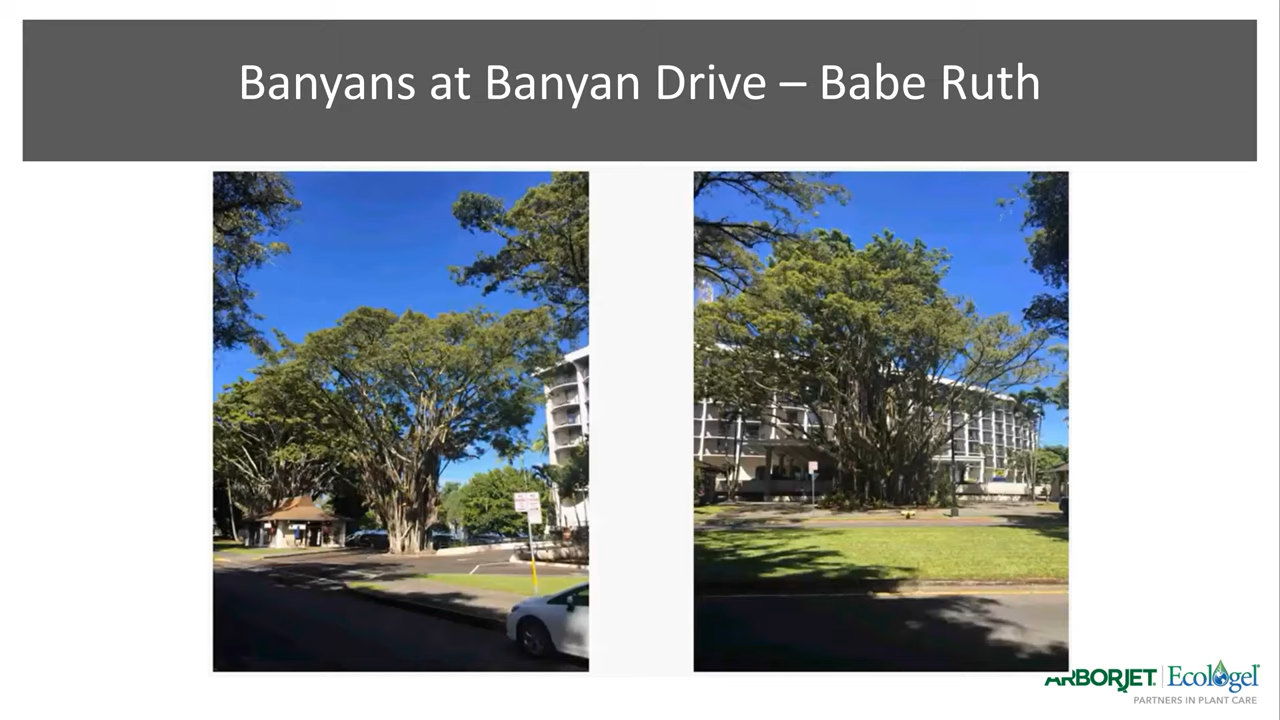 Banyans at Banyan Drive – Babe Ruth
ARBORJET Ecologel
PARTNERS IN PLANT CARE